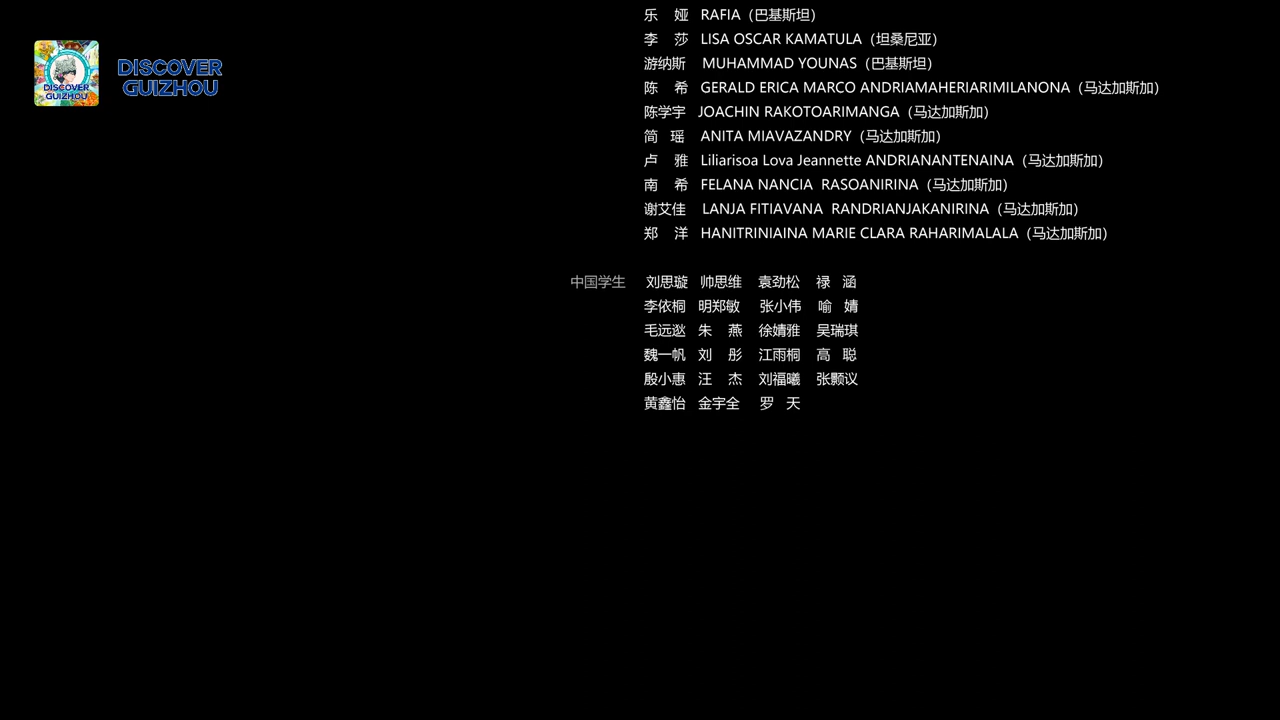 乐 娅 RAFIA（巴基斯坦）
李 莎 LISA OSCAR KAMATULA（坦桑尼亚）
DISCOVER
GUIZHOU
DISCOVER
GUIZHOU
游纳斯 MUHAMMAD YOUNAS（巴基斯坦）
陈 希 GERALD ERICA MARCO ANDRIAMAHERIARIMILANONA（马达加斯加）
陈学宇 JOACHIN RAKOTOARIMANGA（马达加斯加）
简 瑶 ANITA MIAVAZANDRY（马达加斯加）
卢 雅 Liliarisoa Lova Jeannette ANDRIANANTENAINA（马达加斯加）
南 希 FELANA NANCIA RASOANIRINA（马达加斯加）
谢艾佳 LANJA FITIAVANA RANDRIANJAKANIRINA（马达加斯加）
郑 洋 HANITRINIAINA MARIE CLARA RAHARIMALALA（马达加斯加）
中国学生 刘思璇 帅思维 袁劲松 禄 涵
李依桐 明郑敏 张小伟 喻 婧
毛远逖 朱 燕 徐婧雅 吴瑞琪
魏一帆 刘 彤 江雨桐 高 聪
殷小惠 汪 杰 刘福曦 张颢议
黄鑫怡 金宇全 罗 天